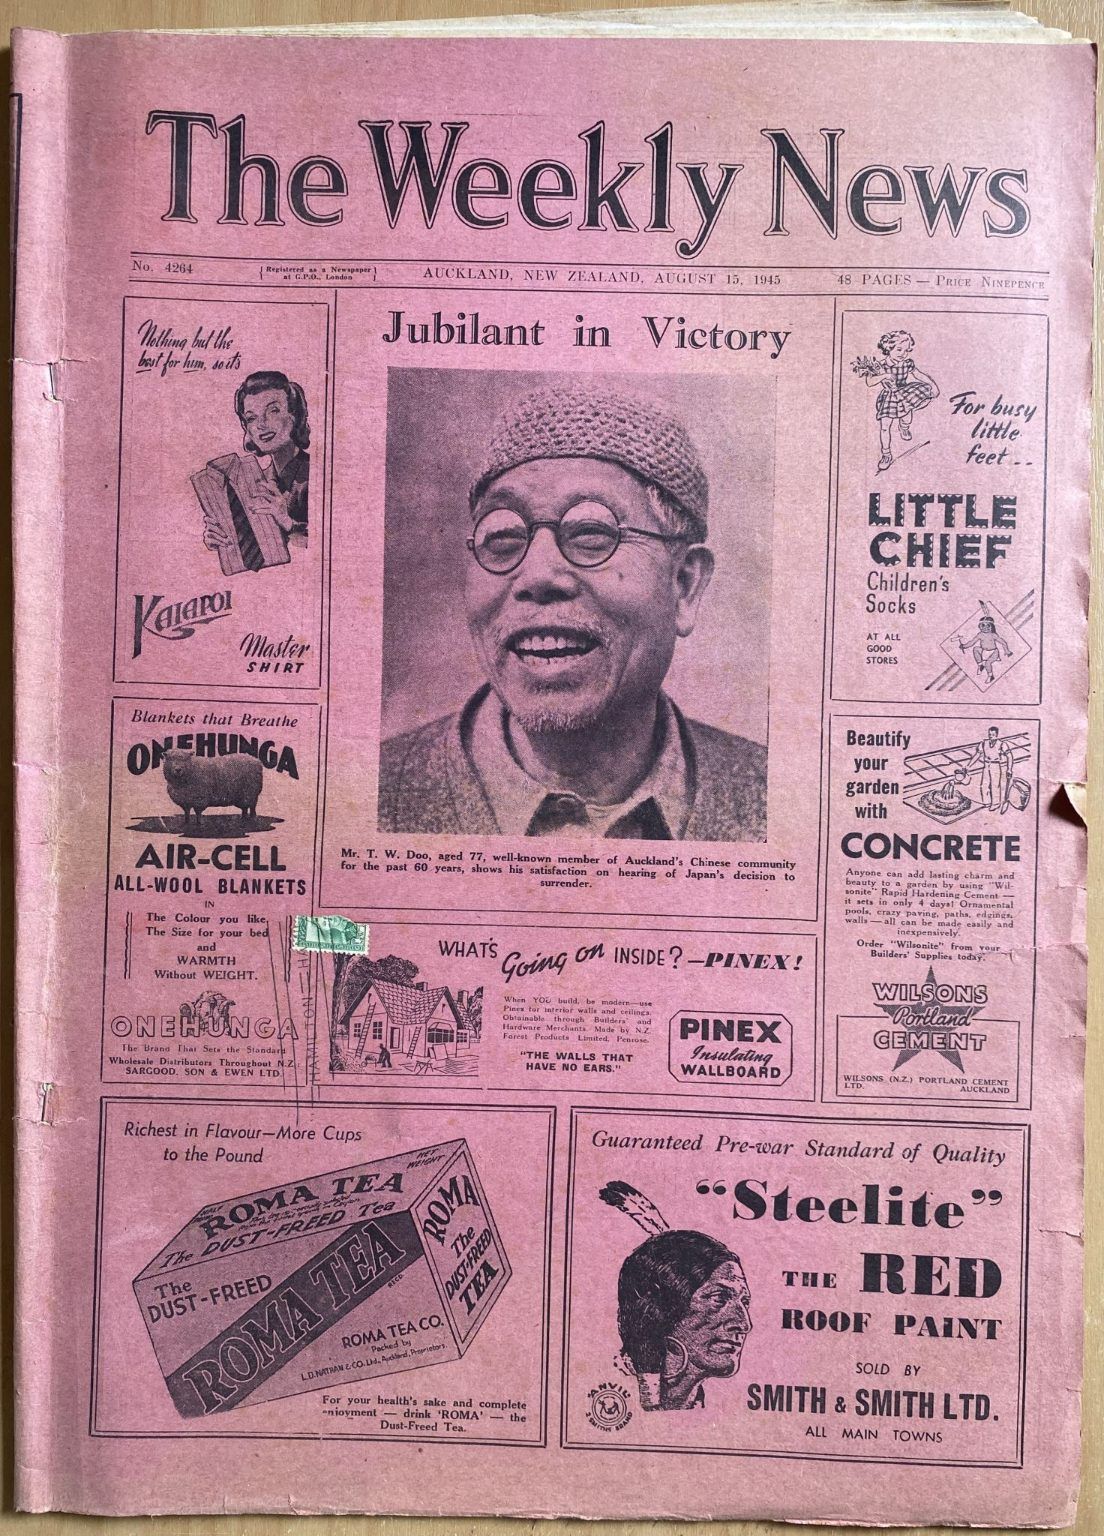 The Weekly News
No. 4264
Registered as a Newspaper
at G.P.O., London
AUCKLAND, NEW ZEALAND, AUGUST 15, 1945
48 PAGES — PRICE NINEPENCE
Nothing but the
best for him, so it's
KAIAPOI
Master
SHIRT
Jubilant in Victory
Mr. T. W. Doo, aged 77, well-known member of Auckland's Chinese community
for the past 60 years, shows his satisfaction on hearing of Japan's decision to
surrender.
For busy
little
feet . .
LITTLE
CHIEF
Children's
Socks
AT ALL
GOOD
STORES
Blankets that Breathe
ONEHUNGA
AIR-CELL
ALL-WOOL BLANKETS
IN
The Colour you like,
The Size for your bed
and
WARMTH
Without WEIGHT.
ONEHUNGA
The Brand That Sets the Standard
Wholesale Distributors Throughout N.Z.:
SARGOOD, SON & EWEN LTD.
HAMILTON—HA
Beautify
your
garden
with
CONCRETE
Anyone can add lasting charm and
beauty to a garden by using "Wil-
sonite" Rapid Hardening Cement —
it sets in only 4 days! Ornamental
pools, crazy paving, paths, edgings,
walls — all can be made easily and
inexpensively.
Order "Wilsonite" from your
Builders' Supplies today.
WILSONS
Portland
CEMENT
WILSONS (N.Z.) PORTLAND CEMENT
LTD. AUCKLAND
WHAT'S Going on INSIDE?—PINEX!
When YOU build, be modern—use
Pinex for interior walls and ceilings.
Obtainable through Builders' and
Hardware Merchants. Made by N.Z.
Forest Products Limited, Penrose.
"THE WALLS THAT
HAVE NO EARS."
PINEX
Insulating
WALLBOARD
Richest in Flavour—More Cups
to the Pound
ROMA TEA
The DUST-FREED Tea
NET
WEIGHT
ROMA
The
DUST-FREED
TEA
The
DUST-FREED
ROMA TEA
REGD.
ROMA TEA CO.
Packed by
L.D. NATHAN & CO. Ltd., Auckland, Proprietors.
For your health's sake and complete
enjoyment — drink 'ROMA' — the
Dust-Freed Tea.
Guaranteed Pre-war Standard of Quality
"Steelite"
THE RED
ROOF PAINT
SOLD BY
SMITH & SMITH LTD.
ALL MAIN TOWNS
ANVIL
2 SMITHS BRAND